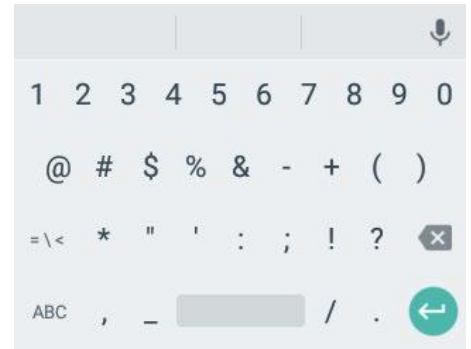 1 2 3 4 5 6 7 8 9 0
@ # $ % & - + ( )
= \ < * " ' : ; ! ?
ABC , _ / .